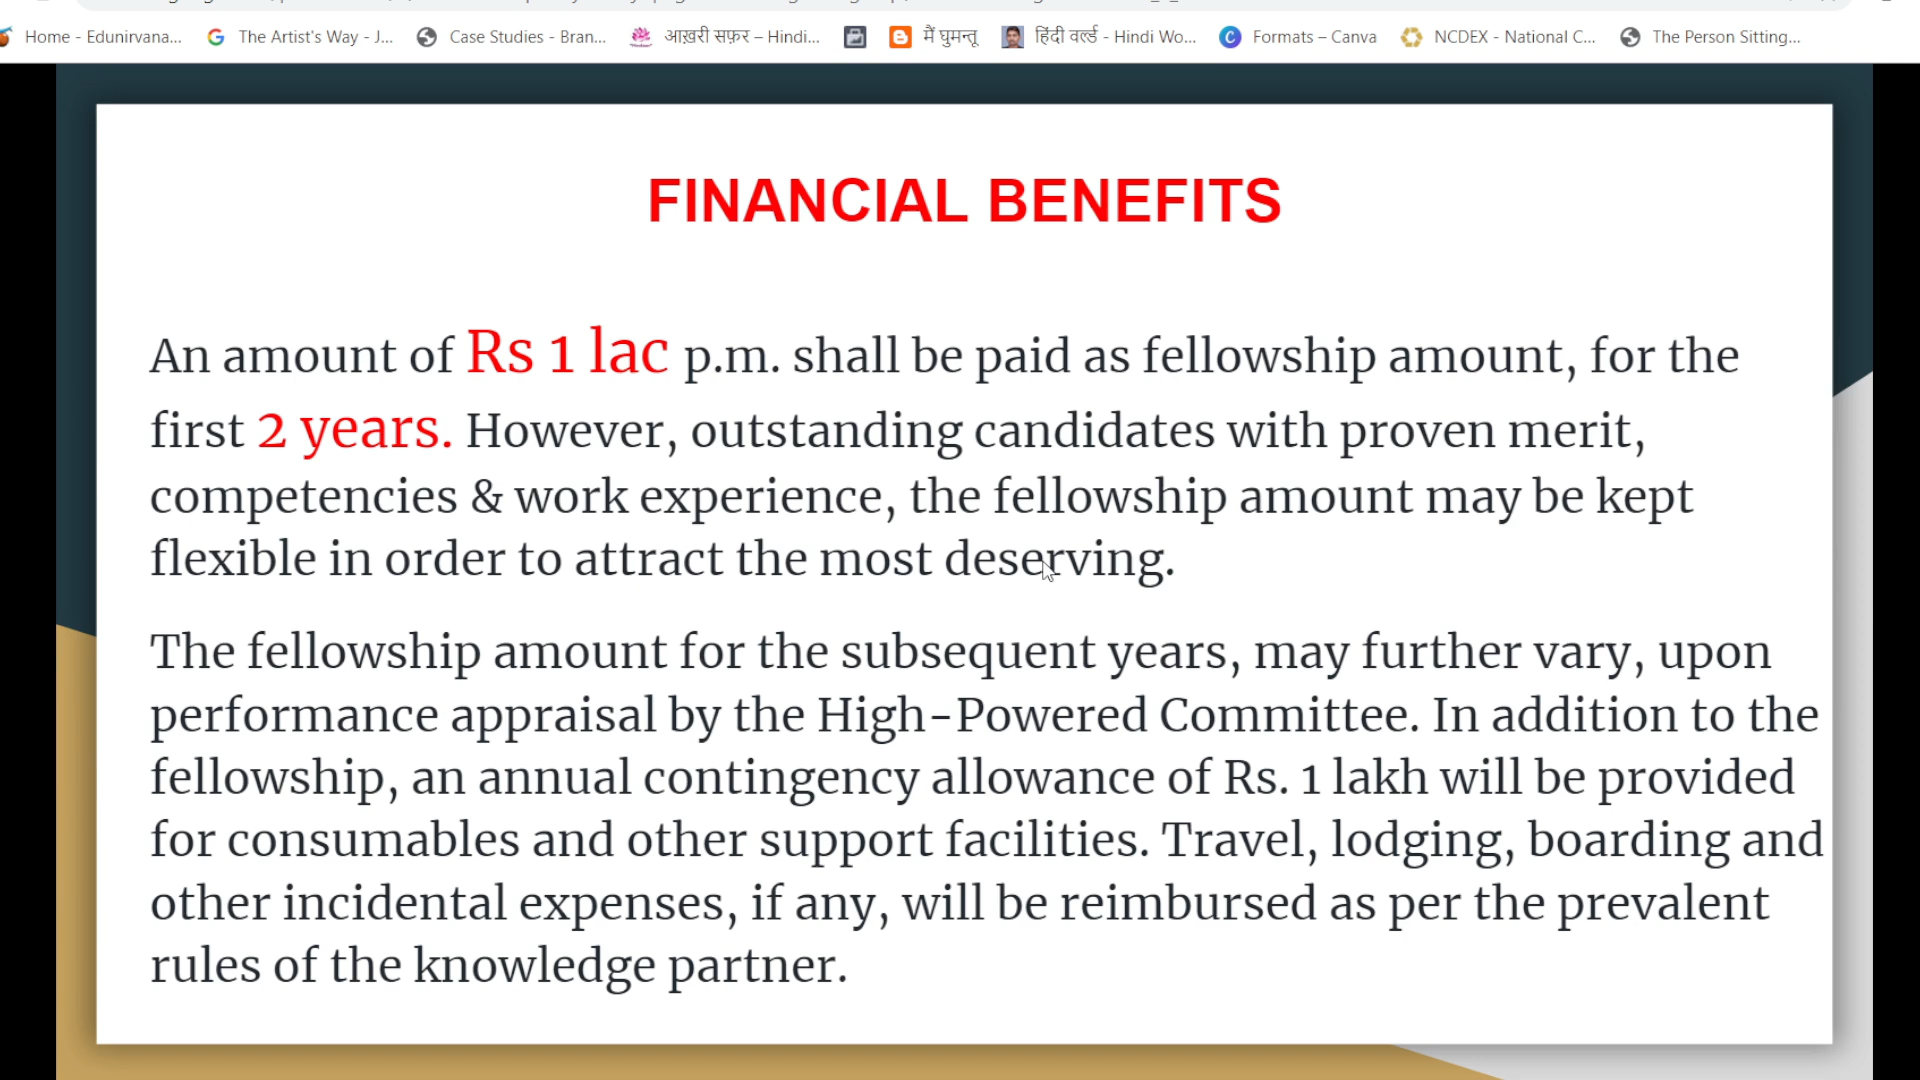 Home - Edunirvana... The Artist's Way - J... Case Studies - Bran... आख़री सफ़र – Hindi... मैं घुमन्तू हिंदी वर्ल्ड - Hindi Wo... Formats – Canva NCDEX - National C... The Person Sitting...
FINANCIAL BENEFITS
An amount of Rs 1 lac p.m. shall be paid as fellowship amount, for the
first 2 years. However, outstanding candidates with proven merit,
competencies & work experience, the fellowship amount may be kept
flexible in order to attract the most deserving.
The fellowship amount for the subsequent years, may further vary, upon
performance appraisal by the High-Powered Committee. In addition to the
fellowship, an annual contingency allowance of Rs. 1 lakh will be provided
for consumables and other support facilities. Travel, lodging, boarding and
other incidental expenses, if any, will be reimbursed as per the prevalent
rules of the knowledge partner.